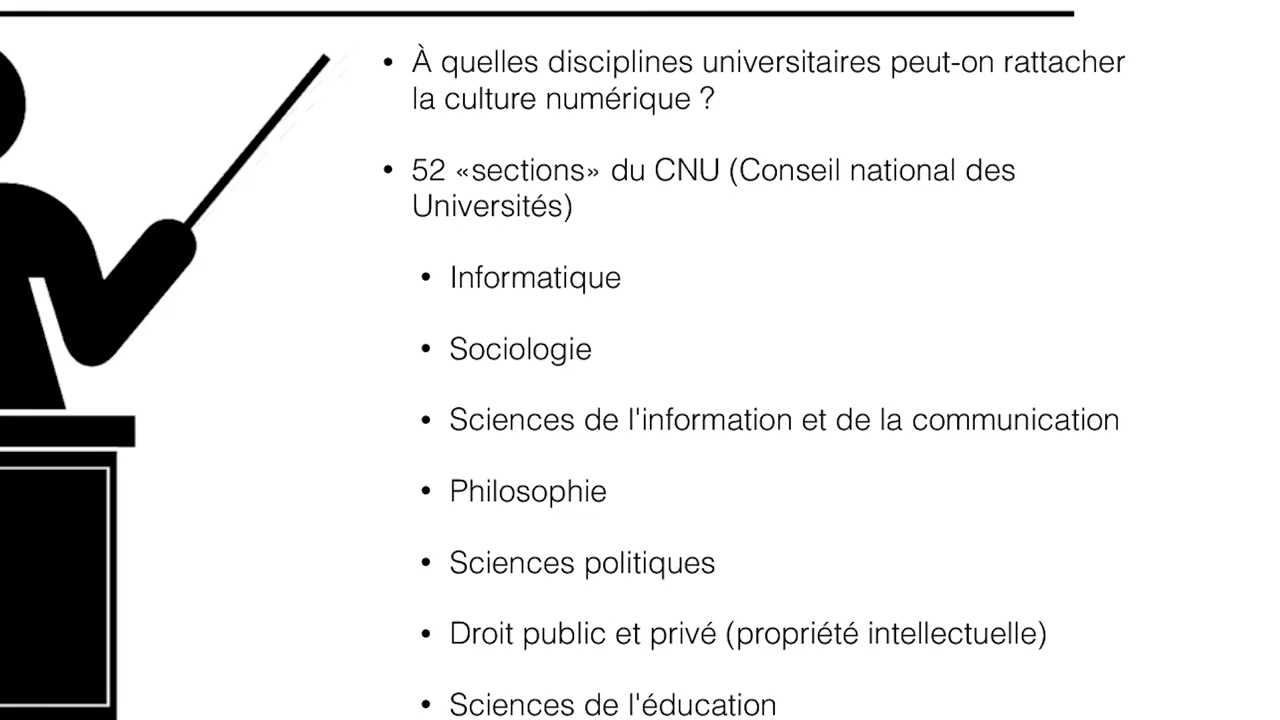 • À quelles disciplines universitaires peut-on rattacher
la culture numérique ?
• 52 «sections» du CNU (Conseil national des
Universités)
• Informatique
• Sociologie
• Sciences de l'information et de la communication
• Philosophie
• Sciences politiques
• Droit public et privé (propriété intellectuelle)
• Sciences de l'éducation